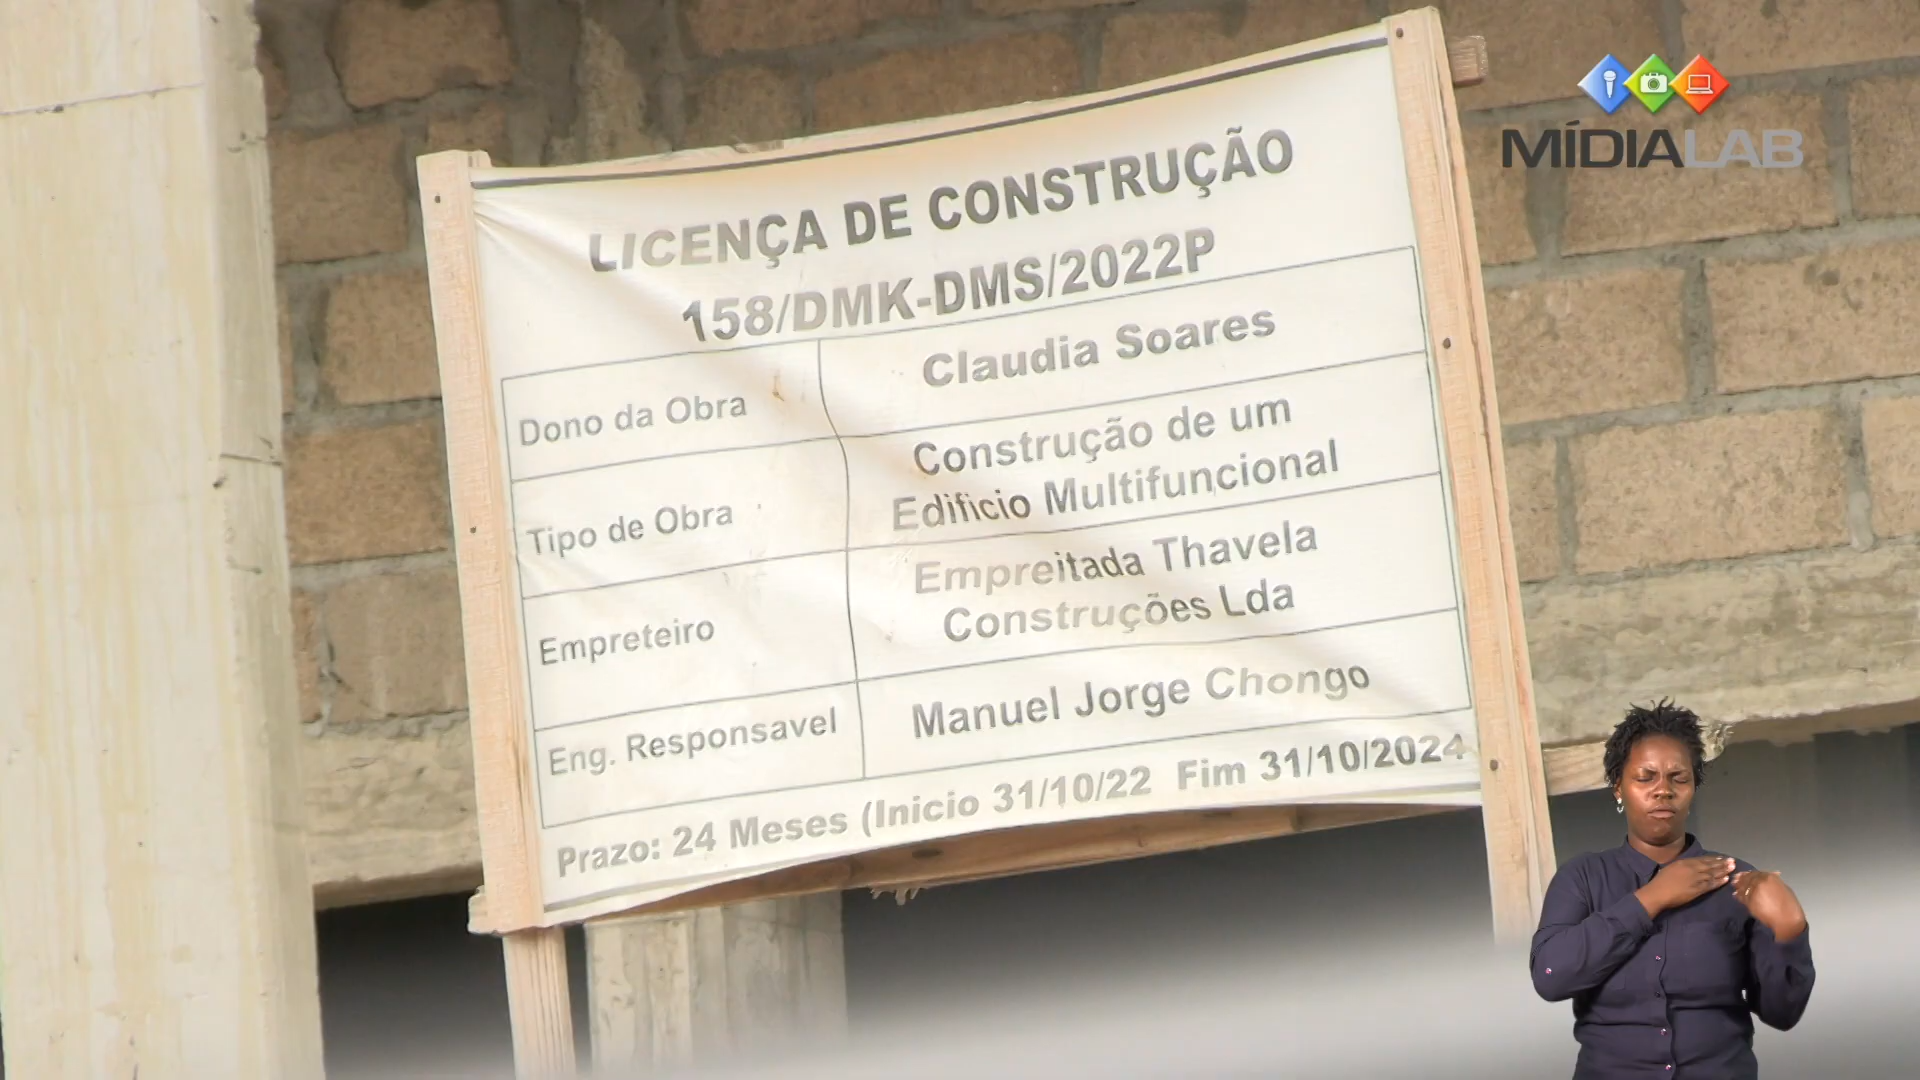 MÍDIALAB
LICENÇA DE CONSTRUÇÃO
158/DMK-DMS/2022P
Dono da Obra
Claudia Soares
Tipo de Obra
Construção de um
Edificio Multifuncional
Empreteiro
Empreitada Thavela
Construções Lda
Eng. Responsavel
Manuel Jorge Chongo
Prazo: 24 Meses (Inicio 31/10/22 Fim 31/10/2024